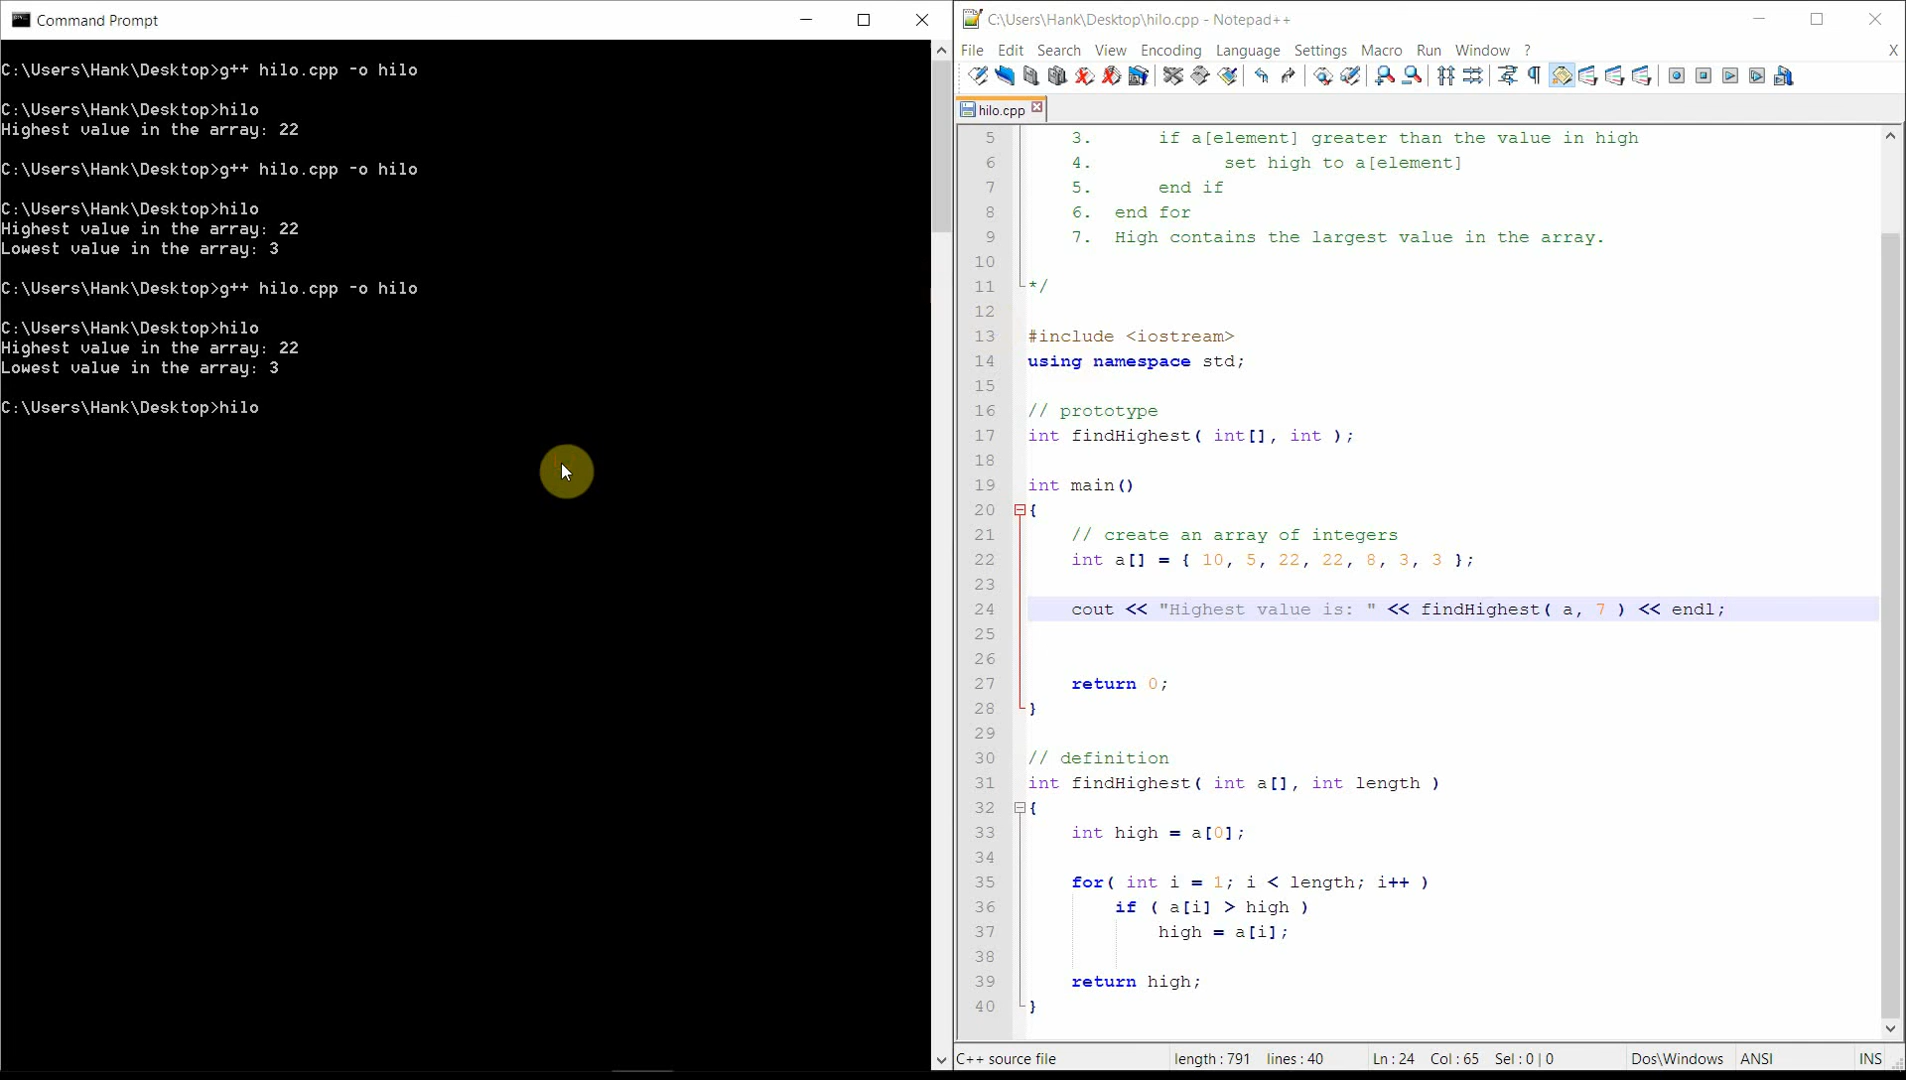 Command Prompt
C:\Users\Hank\Desktop>g++ hilo.cpp -o hilo
C:\Users\Hank\Desktop>hilo
Highest value in the array: 22
C:\Users\Hank\Desktop>g++ hilo.cpp -o hilo
C:\Users\Hank\Desktop>hilo
Highest value in the array: 22
Lowest value in the array: 3
C:\Users\Hank\Desktop>g++ hilo.cpp -o hilo
C:\Users\Hank\Desktop>hilo
Highest value in the array: 22
Lowest value in the array: 3
C:\Users\Hank\Desktop>hilo
C:\Users\Hank\Desktop\hilo.cpp - Notepad++
File Edit Search View Encoding Language Settings Macro Run Window ? X
hilo.cpp
5 3. if a[element] greater than the value in high
6 4. set high to a[element]
7 5. end if
8 6. end for
9 7. High contains the largest value in the array.
10
11 */
12
13 #include <iostream>
14 using namespace std;
15
16 // prototype
17 int findHighest( int[], int );
18
19 int main()
20 {
21 // create an array of integers
22 int a[] = { 10, 5, 22, 22, 8, 3, 3 };
23
24 cout << "Highest value is: " << findHighest( a, 7 ) << endl;
25
26
27 return 0;
28 }
29
30 // definition
31 int findHighest( int a[], int length )
32 {
33 int high = a[0];
34
35 for( int i = 1; i < length; i++ )
36 if ( a[i] > high )
37 high = a[i];
38
39 return high;
40 }
C++ source file length : 791 lines : 40 Ln : 24 Col : 65 Sel : 0 | 0 Dos\Windows ANSI INS